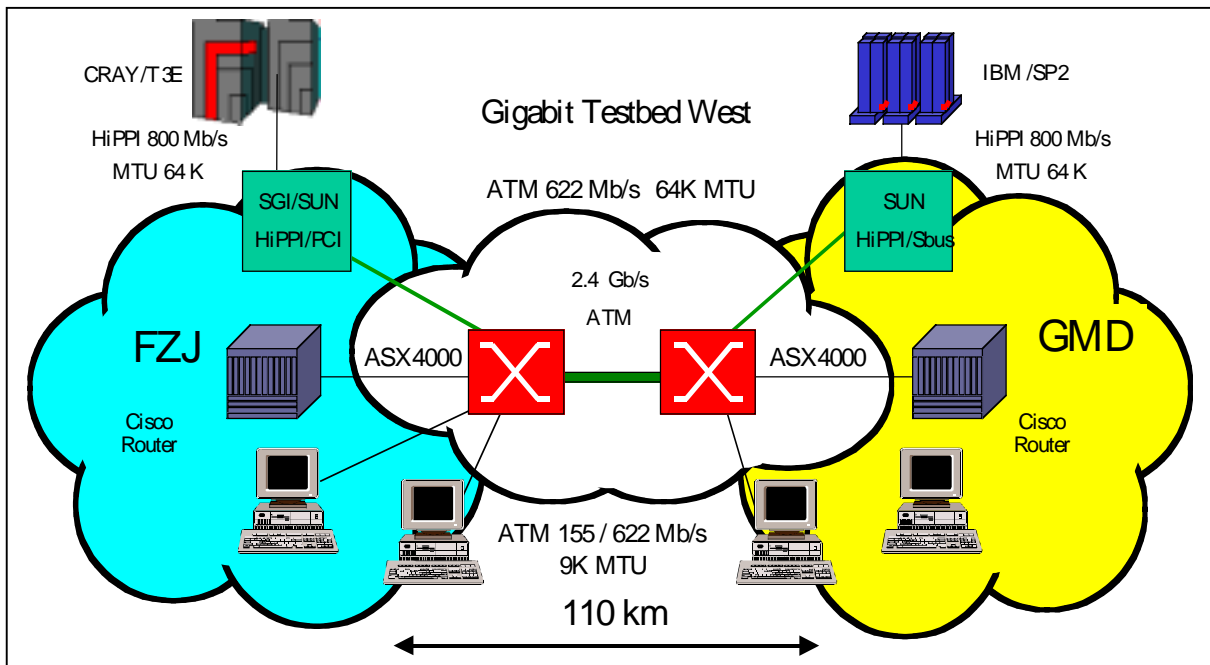 CRAY/T3E
IBM/SP2
Gigabit Testbed West
HiPPI 800 Mb/s
MTU 64 K
HiPPI 800 Mb/s
MTU 64 K
ATM 622 Mb/s 64K MTU
SGI/SUN
HiPPI/PCI
SUN
HiPPI/Sbus
2.4 Gb/s
ATM
FZJ
ASX4000
ASX4000
GMD
Cisco
Router
Cisco
Router
ATM 155 / 622 Mb/s
9K MTU
110 km